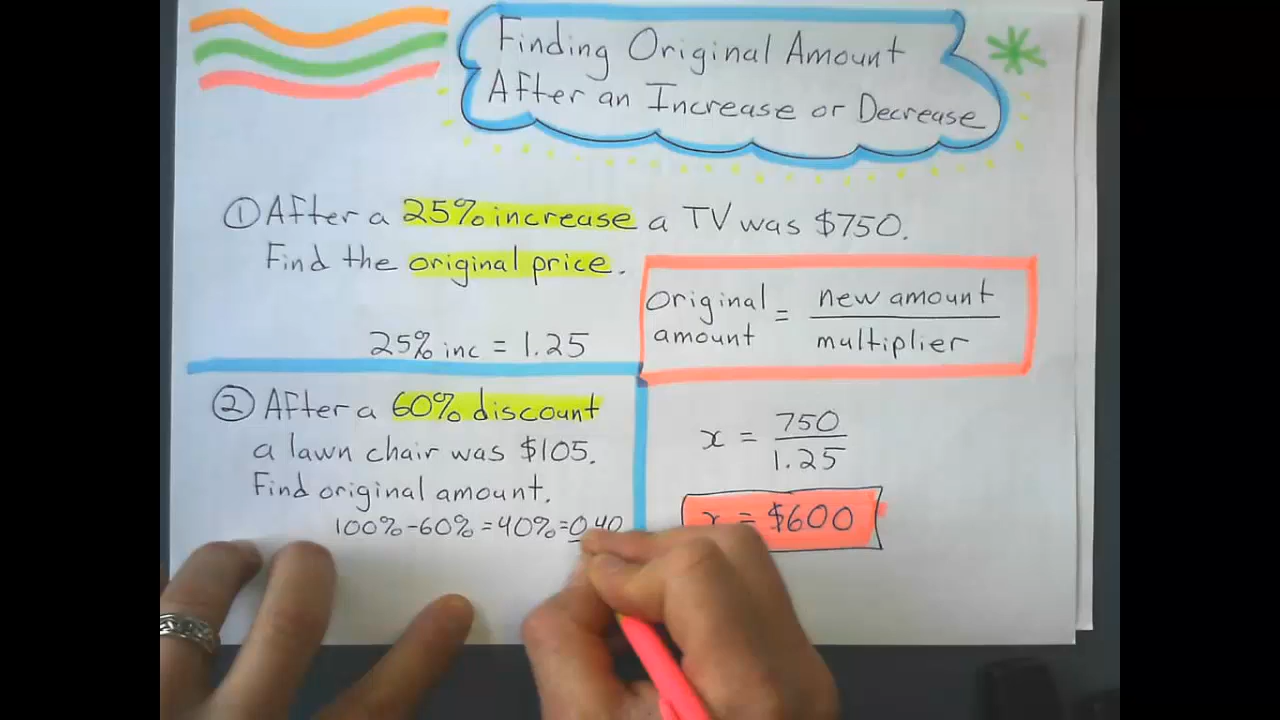 Finding Original Amount
After an Increase or Decrease
① After a 25% increase a TV was $750.
Find the original price.
25% inc = 1.25
original amount = new amount / multiplier
x = 750 / 1.25
x = $600
② After a 60% discount
a lawn chair was $105.
Find original amount.
100% - 60% = 40% = 0.40